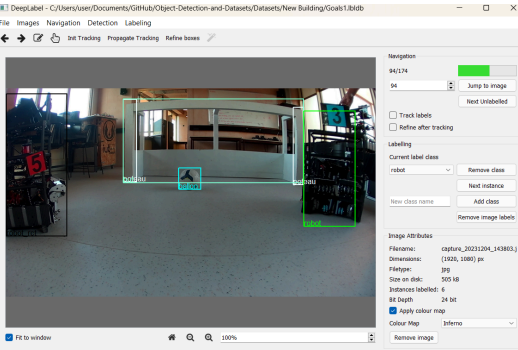 DeepLabel - C:/Users/user/Documents/GitHub/Object-Detection-and-Datasets/Datasets/New Building/Goals1.lbldb
File Images Navigation Detection Labeling
Init Tracking Propagate Tracking Refine boxes
Navigation
94/174
94
Jump to image
Next Unlabelled
Track labels
Refine after tracking
Labelling
Current label class
robot
Remove class
Next instance
New class name
Add class
Remove image labels
Image Attributes
Filename: capture_20231204_143803.j
Dimensions: (1920, 1080) px
Filetype: jpg
Size on disk: 505 kB
Instances labelled: 6
Bit Depth 24 bit
Apply colour map
Colour Map Inferno
Remove image
5
3
poteau
poteau
robot
Fit to window
100%